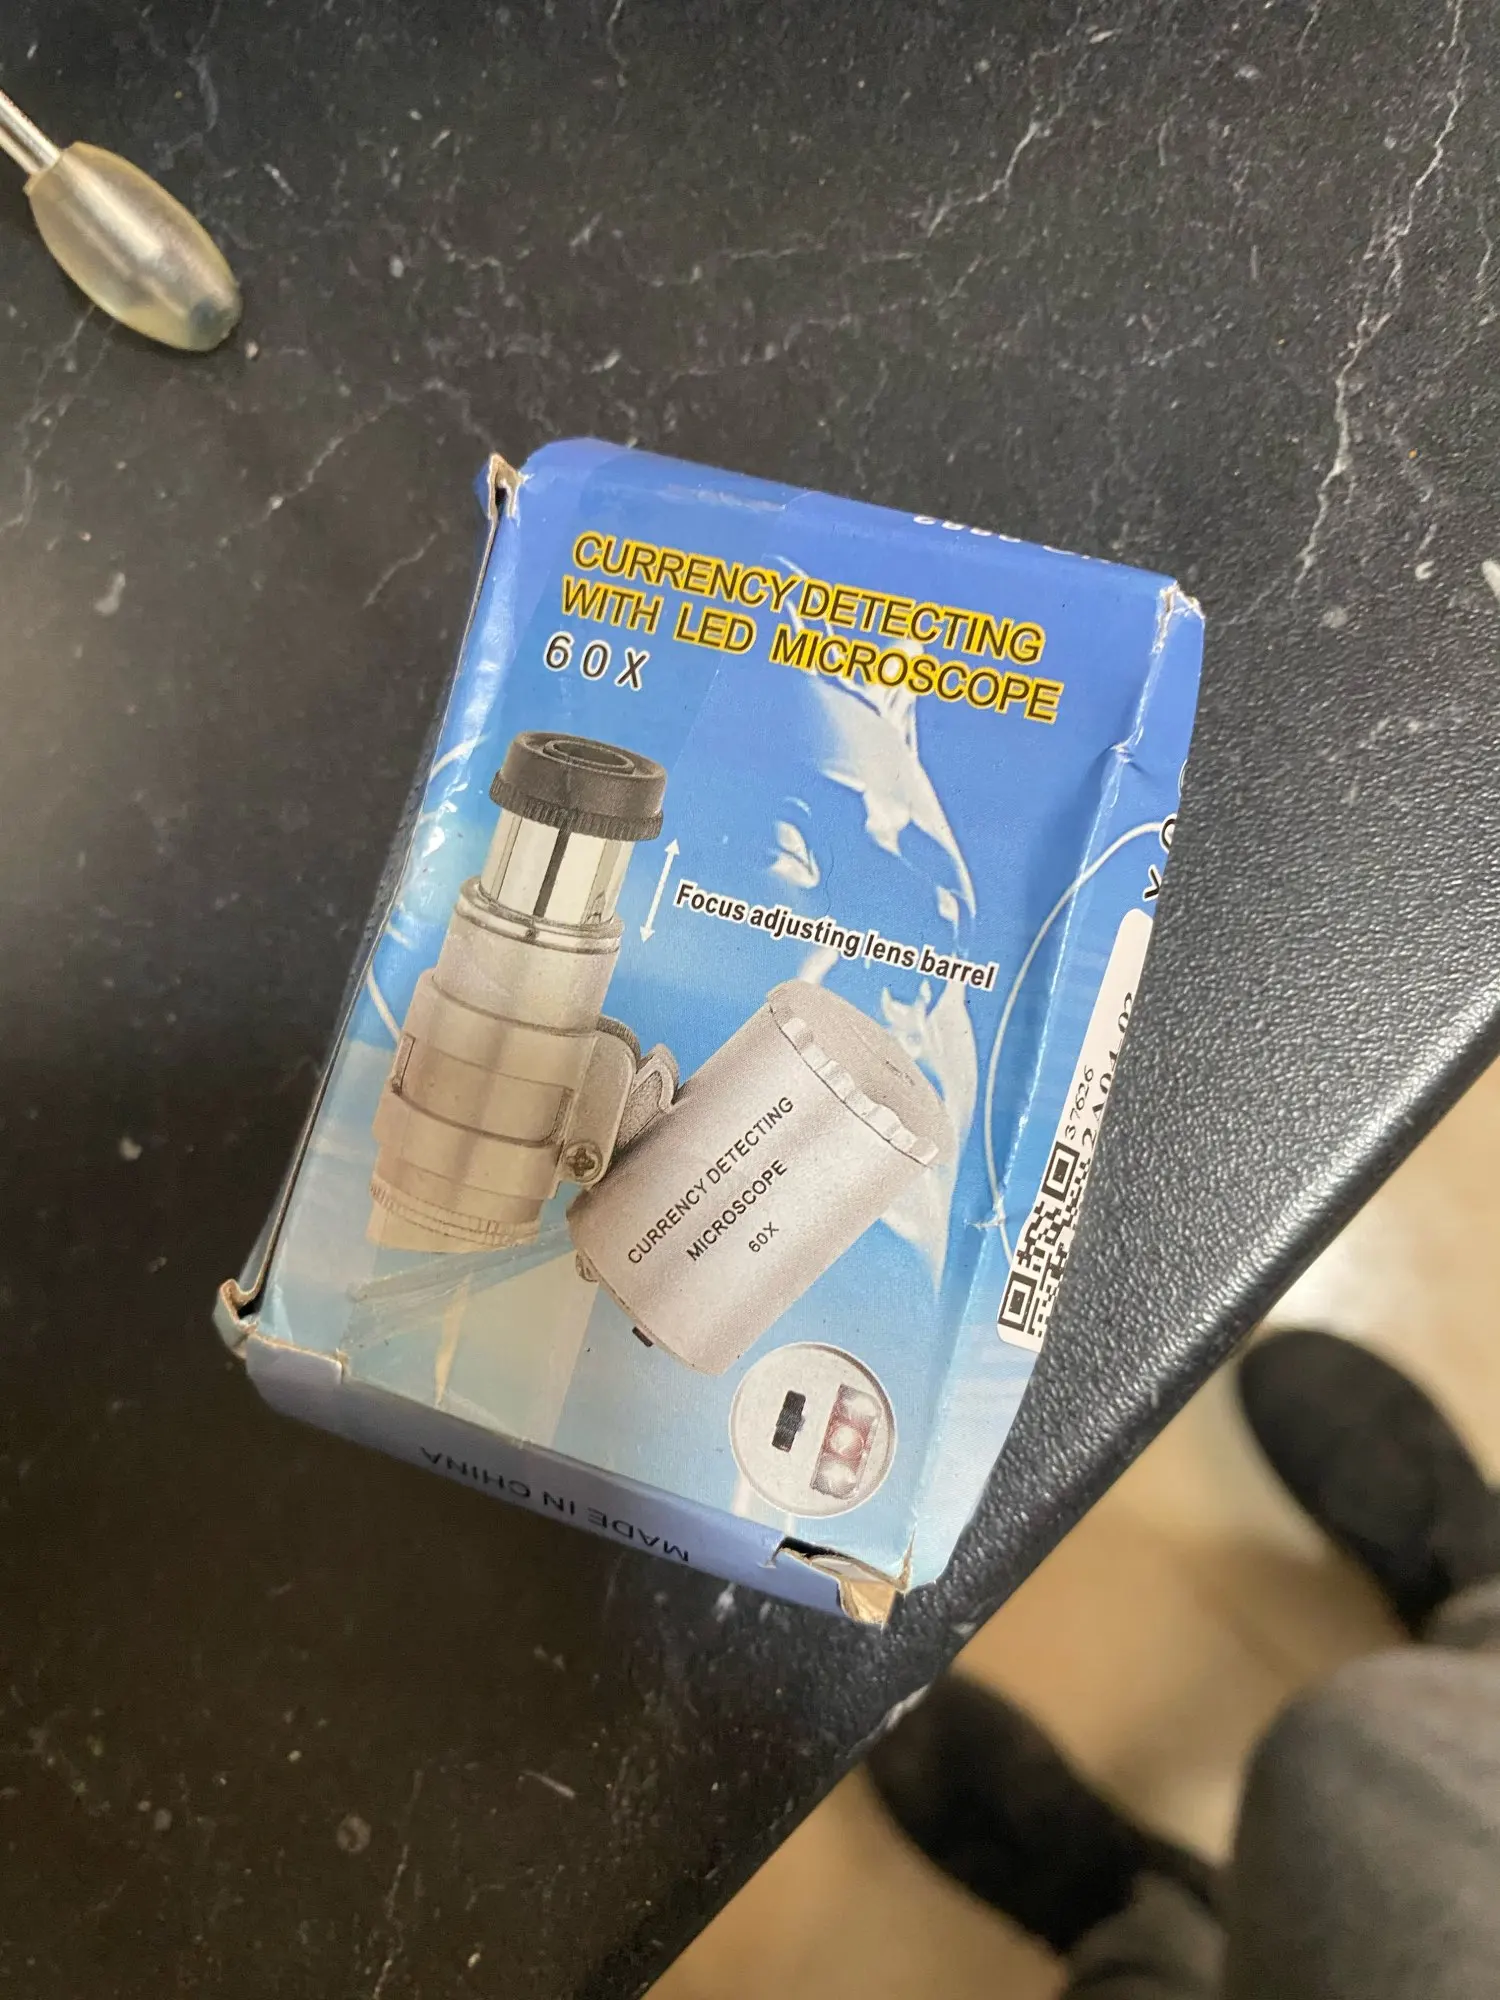 CURRENCY DETECTING
WITH LED MICROSCOPE
60X
Focus adjusting lens barrel
CURRENCY DETECTING
MICROSCOPE
60X
37626
MADE IN CHINA